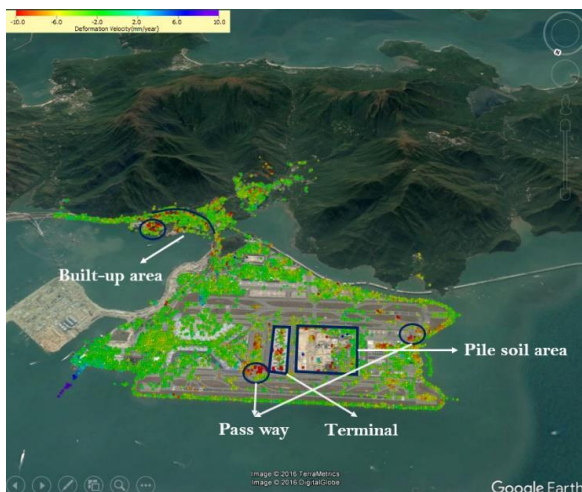 -10.0 -6.0 -2.0 2.0 6.0 10.0
Deformation Velocity(mm/year)
Built-up area
Pile soil area
Pass way
Terminal
Image © 2016 TerraMetrics
Image © 2016 DigitalGlobe
Google Earth